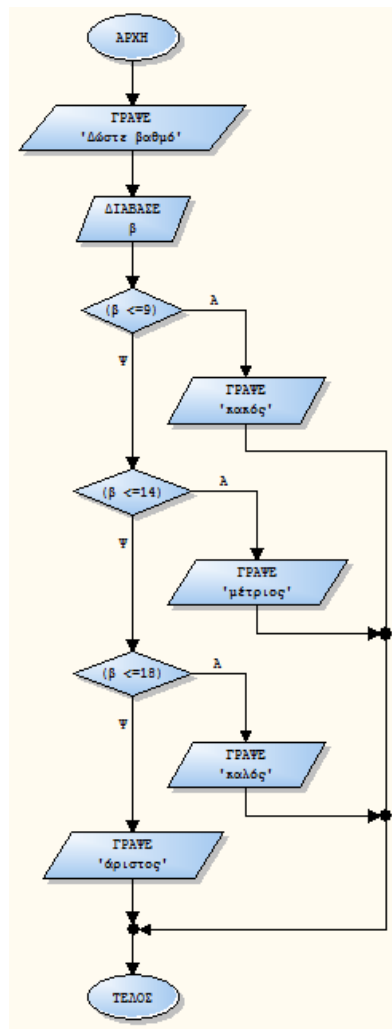 ΑΡΧΗ
ΓΡΑΨΕ
'Δώστε βαθμό'
ΔΙΑΒΑΣΕ
β
(β <=9)
Α
Ψ
ΓΡΑΨΕ
'κακός'
(β <=14)
Α
Ψ
ΓΡΑΨΕ
'μέτριος'
(β <=18)
Α
Ψ
ΓΡΑΨΕ
'καλός'
ΓΡΑΨΕ
'άριστος'
ΤΕΛΟΣ